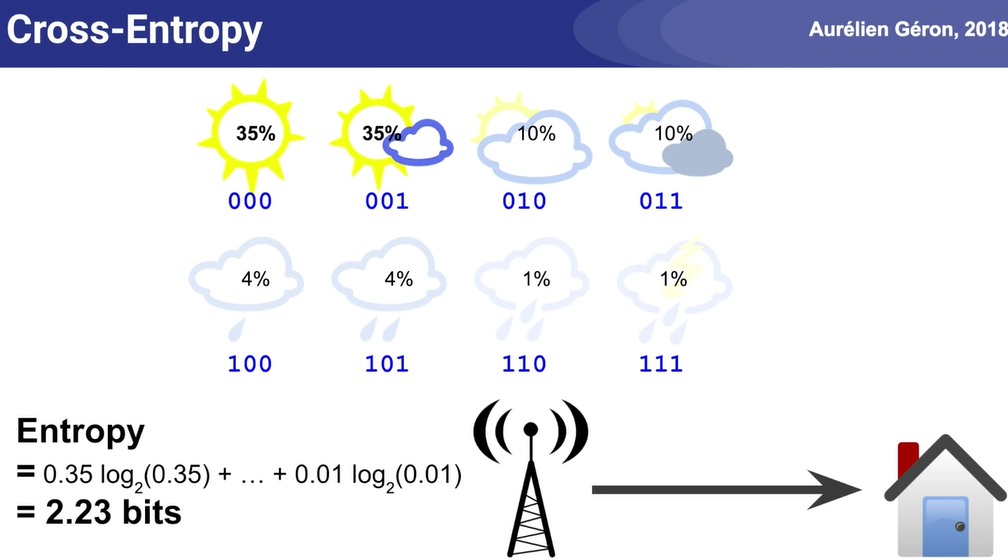 Cross-Entropy
Aurélien Géron, 2018
35% 35% 10% 10%
000 001 010 011
4% 4% 1% 1%
100 101 110 111
Entropy
= 0.35 log₂(0.35) + … + 0.01 log₂(0.01)
= 2.23 bits